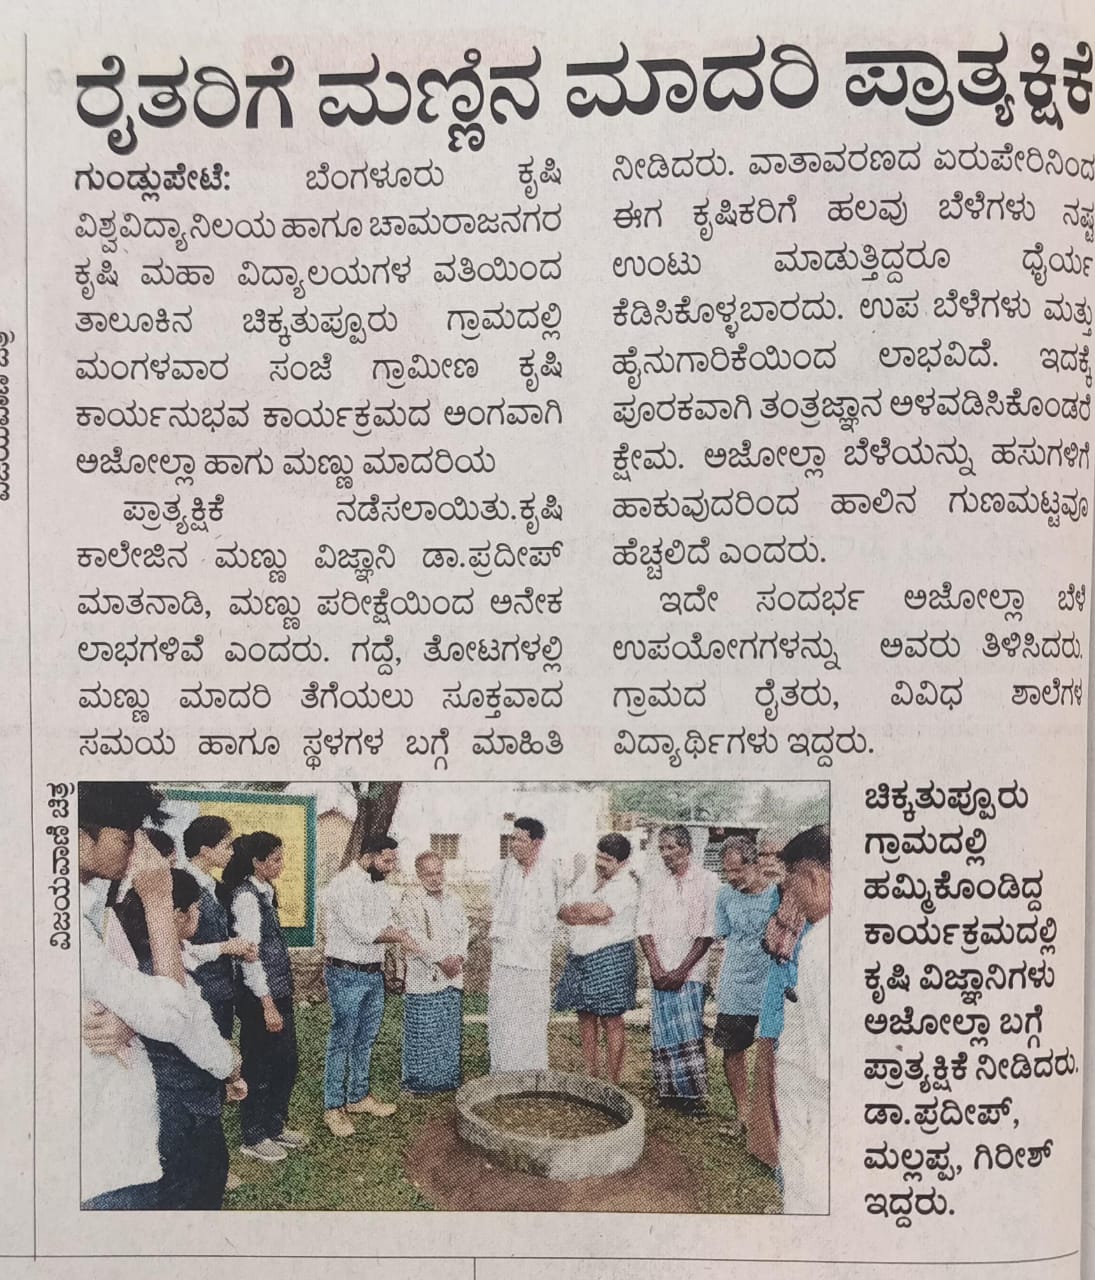 ರೈತರಿಗೆ ಮಣ್ಣಿನ ಮಾದರಿ ಪ್ರಾತ್ಯಕ್ಷಿಕೆ
ಗುಂಡ್ಲುಪೇಟೆ: ಬೆಂಗಳೂರು ಕೃಷಿ
ವಿಶ್ವವಿದ್ಯಾನಿಲಯ ಹಾಗೂ ಚಾಮರಾಜನಗರ
ಕೃಷಿ ಮಹಾ ವಿದ್ಯಾಲಯಗಳ ವತಿಯಿಂದ
ತಾಲೂಕಿನ ಚಿಕ್ಕತುಪ್ಪೂರು ಗ್ರಾಮದಲ್ಲಿ
ಮಂಗಳವಾರ ಸಂಜೆ ಗ್ರಾಮೀಣ ಕೃಷಿ
ಕಾರ್ಯನುಭವ ಕಾರ್ಯಕ್ರಮದ ಅಂಗವಾಗಿ
ಅಜೋಲ್ಲಾ ಹಾಗು ಮಣ್ಣು ಮಾದರಿಯ
ಪ್ರಾತ್ಯಕ್ಷಿಕೆ ನಡೆಸಲಾಯಿತು.ಕೃಷಿ
ಕಾಲೇಜಿನ ಮಣ್ಣು ವಿಜ್ಞಾನಿ ಡಾ.ಪ್ರದೀಪ್
ಮಾತನಾಡಿ, ಮಣ್ಣು ಪರೀಕ್ಷೆಯಿಂದ ಅನೇಕ
ಲಾಭಗಳಿವೆ ಎಂದರು. ಗದ್ದೆ, ತೋಟಗಳಲ್ಲಿ
ಮಣ್ಣು ಮಾದರಿ ತೆಗೆಯಲು ಸೂಕ್ತವಾದ
ಸಮಯ ಹಾಗೂ ಸ್ಥಳಗಳ ಬಗ್ಗೆ ಮಾಹಿತಿ
ನೀಡಿದರು. ವಾತಾವರಣದ ಏರುಪೇರಿನಿಂದ
ಈಗ ಕೃಷಿಕರಿಗೆ ಹಲವು ಬೆಳೆಗಳು ನಷ್ಟ
ಉಂಟು ಮಾಡುತ್ತಿದ್ದರೂ ಧೈರ್ಯ
ಕೆಡಿಸಿಕೊಳ್ಳಬಾರದು. ಉಪ ಬೆಳೆಗಳು ಮತ್ತು
ಹೈನುಗಾರಿಕೆಯಿಂದ ಲಾಭವಿದೆ. ಇದಕ್ಕೆ
ಪೂರಕವಾಗಿ ತಂತ್ರಜ್ಞಾನ ಅಳವಡಿಸಿಕೊಂಡರೆ
ಕ್ಷೇಮ. ಅಜೋಲ್ಲಾ ಬೆಳೆಯನ್ನು ಹಸುಗಳಿಗೆ
ಹಾಕುವುದರಿಂದ ಹಾಲಿನ ಗುಣಮಟ್ಟವೂ
ಹೆಚ್ಚಲಿದೆ ಎಂದರು.
ಇದೇ ಸಂದರ್ಭ ಅಜೋಲ್ಲಾ ಬೆಳೆ
ಉಪಯೋಗಗಳನ್ನು ಅವರು ತಿಳಿಸಿದರು.
ಗ್ರಾಮದ ರೈತರು, ವಿವಿಧ ಶಾಲೆಗಳ
ವಿದ್ಯಾರ್ಥಿಗಳು ಇದ್ದರು.
ವಿಜಯವಾಣಿ ಚಿತ್ರ
ಚಿಕ್ಕತುಪ್ಪೂರು
ಗ್ರಾಮದಲ್ಲಿ
ಹಮ್ಮಿಕೊಂಡಿದ್ದ
ಕಾರ್ಯಕ್ರಮದಲ್ಲಿ
ಕೃಷಿ ವಿಜ್ಞಾನಿಗಳು
ಅಜೋಲ್ಲಾ ಬಗ್ಗೆ
ಪ್ರಾತ್ಯಕ್ಷಿಕೆ ನೀಡಿದರು.
ಡಾ.ಪ್ರದೀಪ್,
ಮಲ್ಲಪ್ಪ, ಗಿರೀಶ್
ಇದ್ದರು.